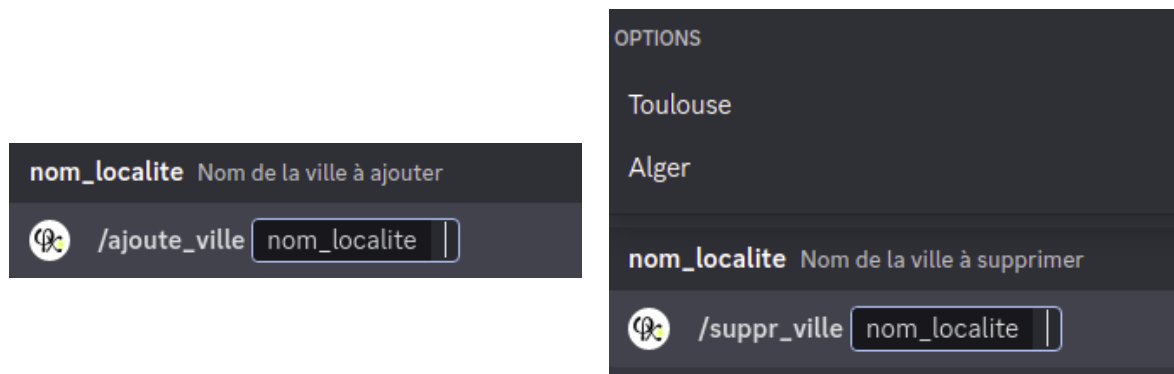 nom_localite Nom de la ville à ajouter
/ajoute_ville nom_localite
OPTIONS
Toulouse
Alger
nom_localite Nom de la ville à supprimer
/suppr_ville nom_localite